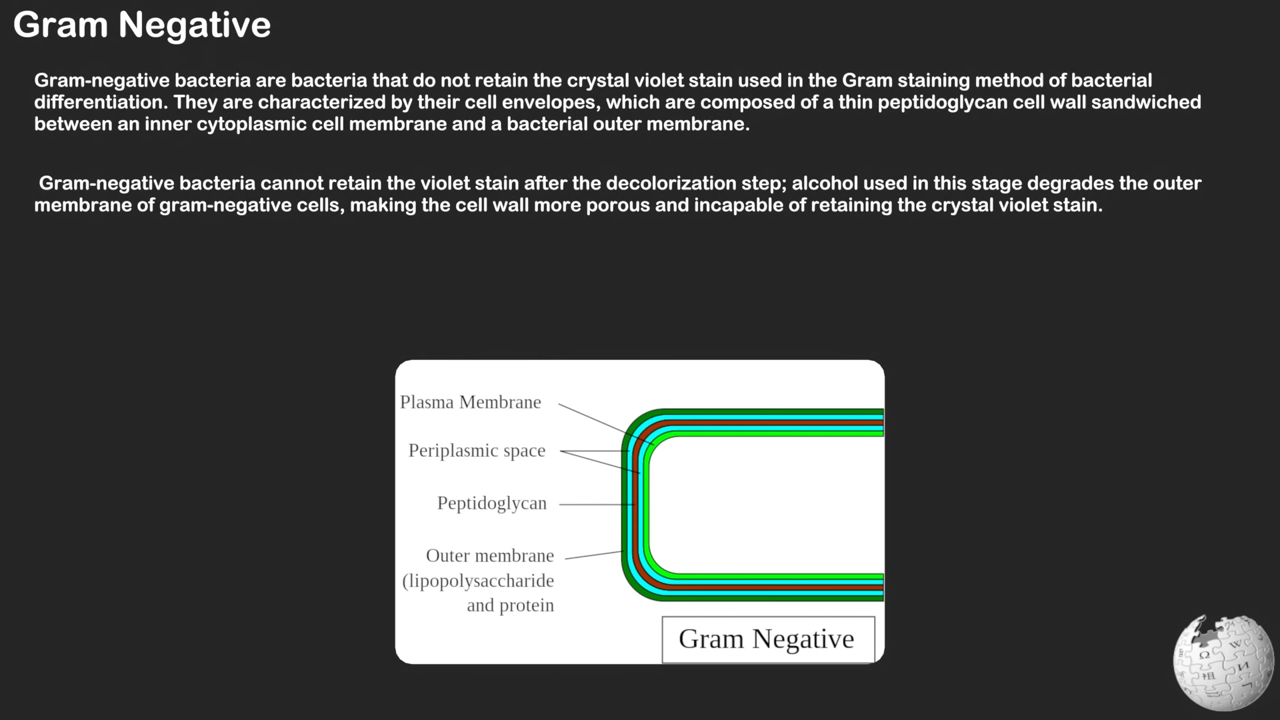 Gram Negative
Gram-negative bacteria are bacteria that do not retain the crystal violet stain used in the Gram staining method of bacterial
differentiation. They are characterized by their cell envelopes, which are composed of a thin peptidoglycan cell wall sandwiched
between an inner cytoplasmic cell membrane and a bacterial outer membrane.
Gram-negative bacteria cannot retain the violet stain after the decolorization step; alcohol used in this stage degrades the outer
membrane of gram-negative cells, making the cell wall more porous and incapable of retaining the crystal violet stain.
Plasma Membrane
Periplasmic space
Peptidoglycan
Outer membrane
(lipopolysaccharide
and protein
Gram Negative
Ω W
И